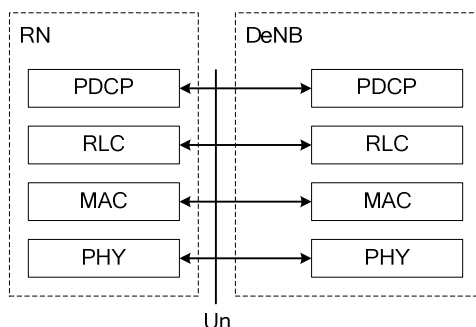 RN DeNB
PDCP PDCP
RLC RLC
MAC MAC
PHY PHY
Un